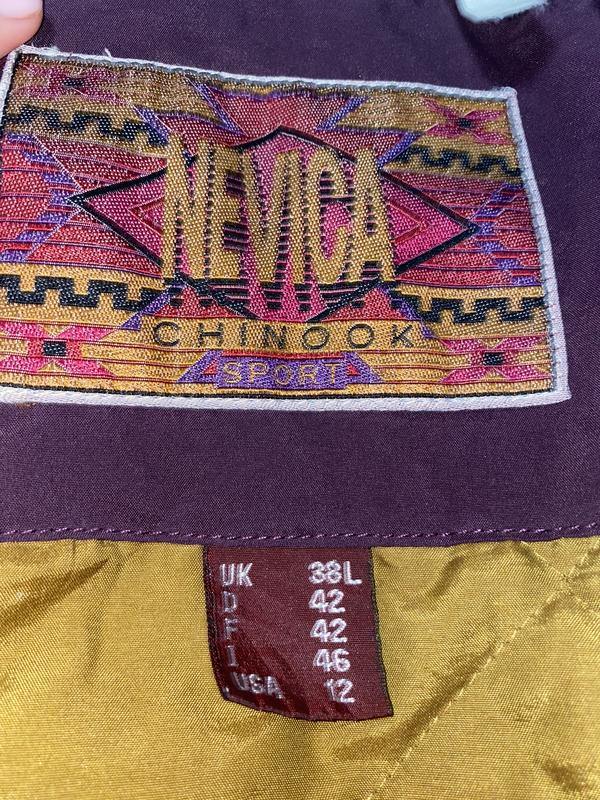 NEVICA
CHINOOK
SPORT
UK 38L
D 42
F 42
I 46
USA 12